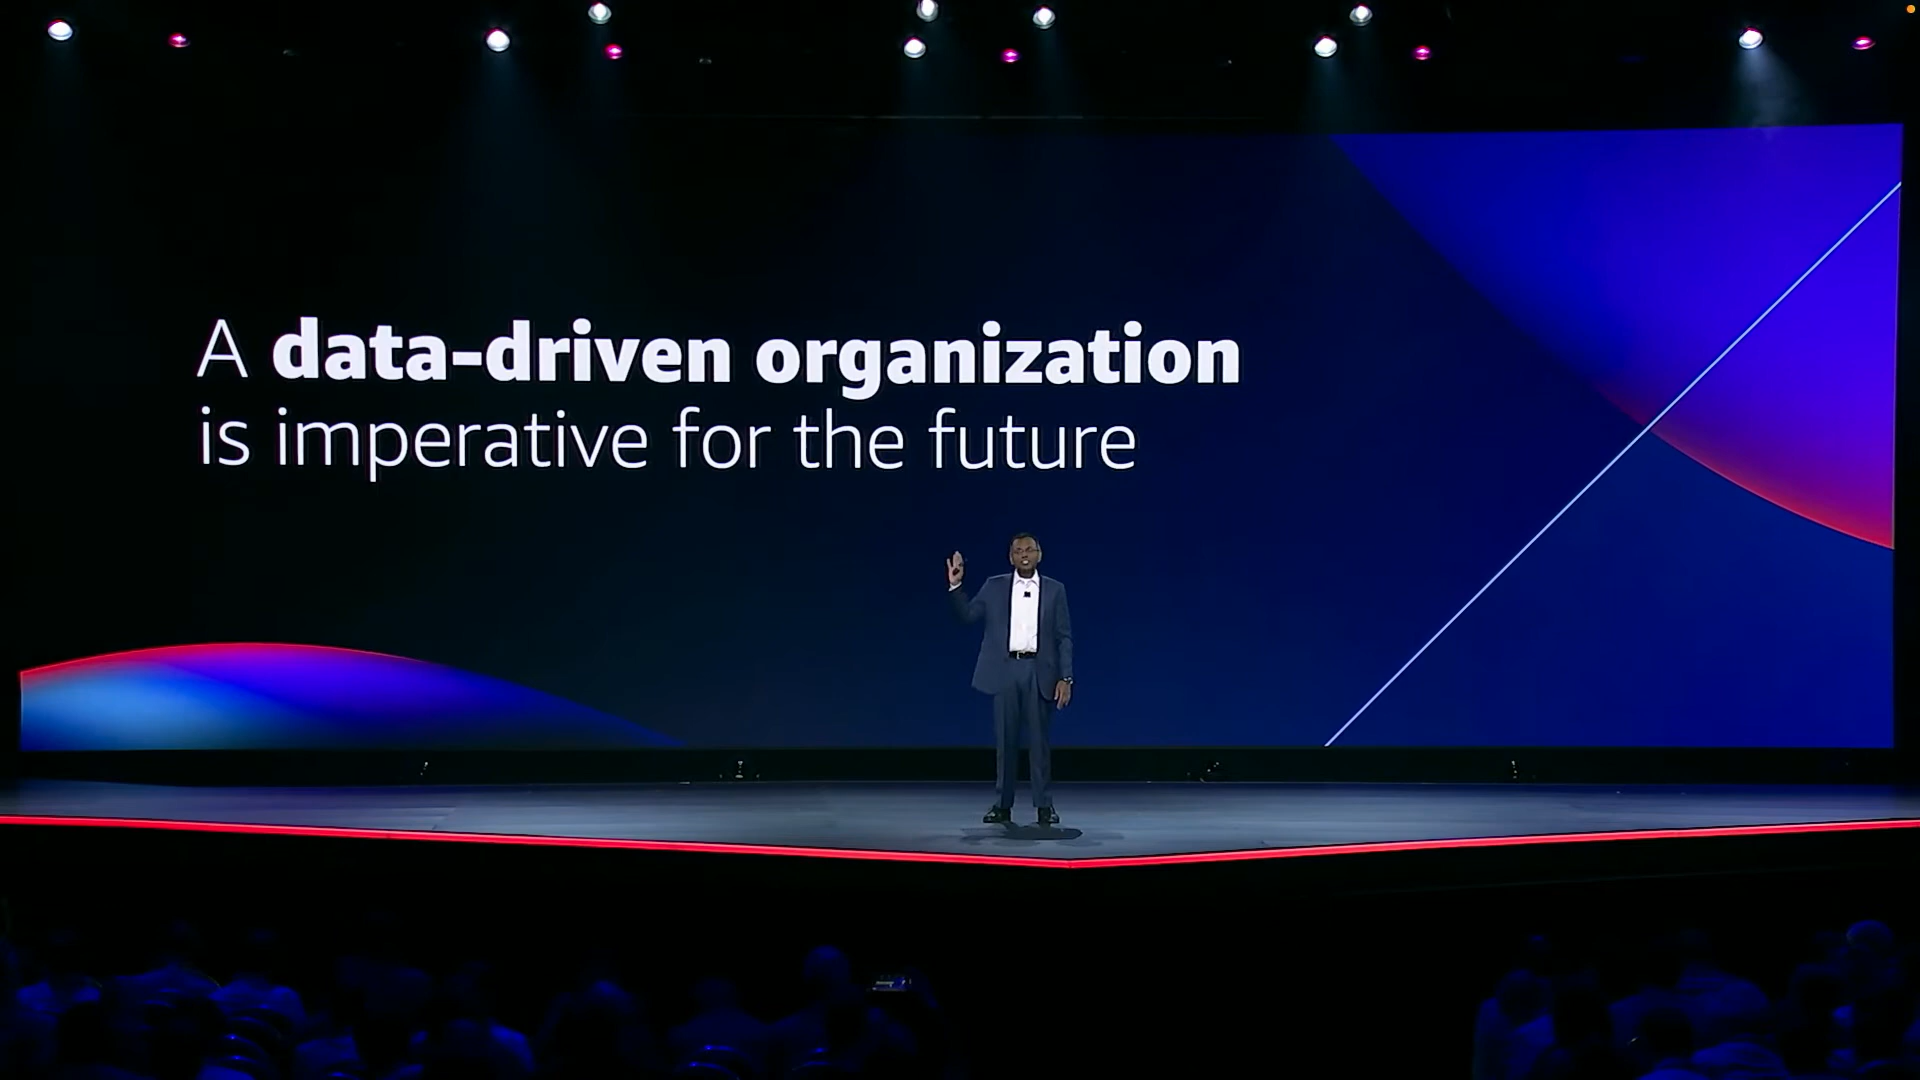 A data-driven organization
is imperative for the future